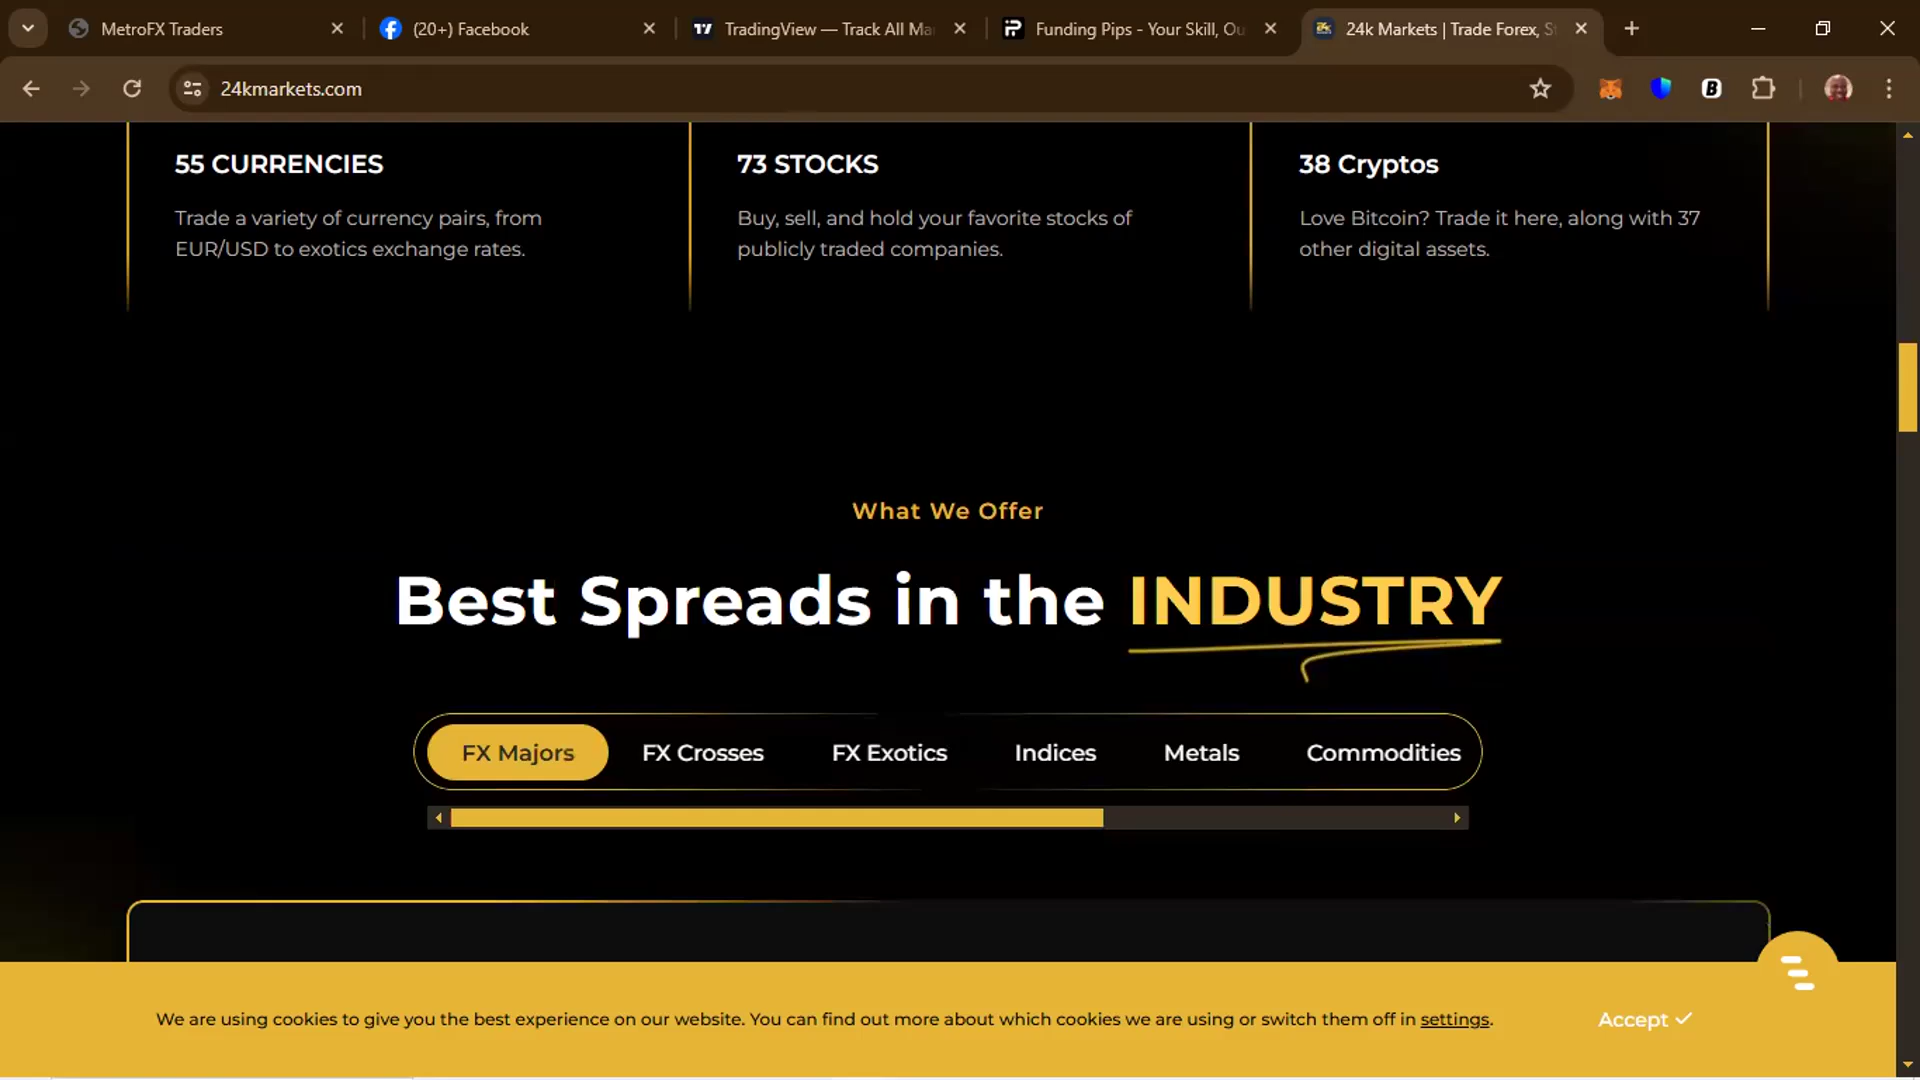 MetroFX Traders
(20+) Facebook
TradingView — Track All Ma
Funding Pips - Your Skill, Ou
24k Markets | Trade Forex, S
24kmarkets.com
55 CURRENCIES
Trade a variety of currency pairs, from
EUR/USD to exotics exchange rates.
73 STOCKS
Buy, sell, and hold your favorite stocks of
publicly traded companies.
38 Cryptos
Love Bitcoin? Trade it here, along with 37
other digital assets.
What We Offer
Best Spreads in the INDUSTRY
FX Majors FX Crosses FX Exotics Indices Metals Commodities
We are using cookies to give you the best experience on our website. You can find out more about which cookies we are using or switch them off in settings.
Accept